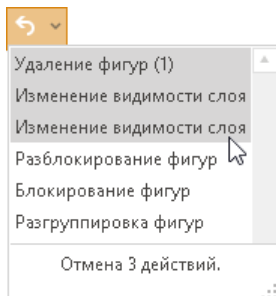 Удаление фигур (1)
Изменение видимости слоя
Изменение видимости слоя
Разблокирование фигур
Блокирование фигур
Разгруппировка фигур
Отмена 3 действий.